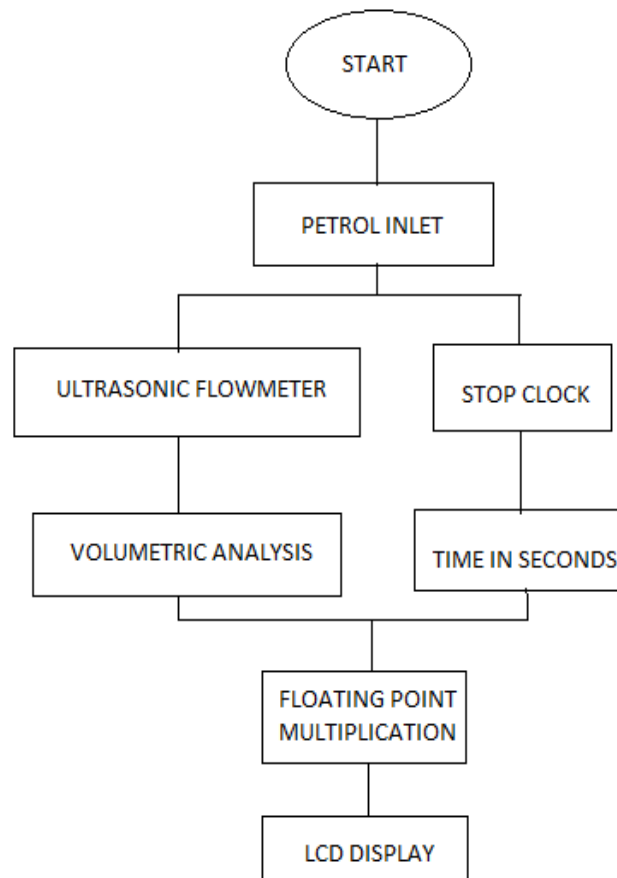 START
PETROL INLET
ULTRASONIC FLOWMETER
STOP CLOCK
VOLUMETRIC ANALYSIS
TIME IN SECONDS
FLOATING POINT
MULTIPLICATION
LCD DISPLAY